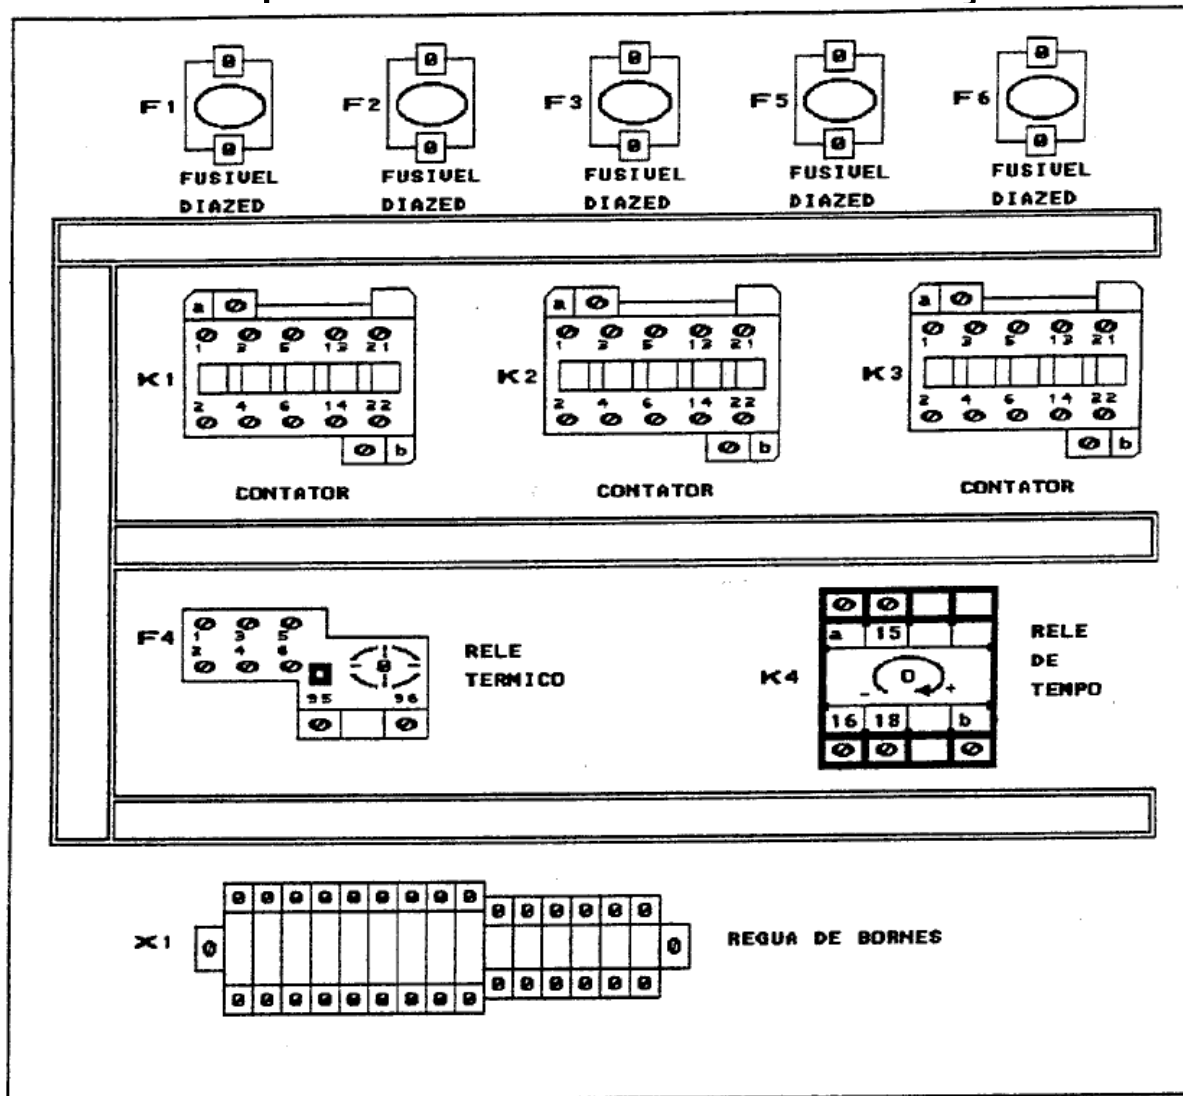 F1 F2 F3 F5 F6
FUSIVEL FUSIVEL FUSIVEL FUSIVEL FUSIVEL
DIAZED DIAZED DIAZED DIAZED DIAZED
a a a
1 3 5 13 21 1 3 5 13 21 1 3 5 13 21
K1 K2 K3
2 4 6 14 22 2 4 6 14 22 2 4 6 14 22
b b b
CONTATOR CONTATOR CONTATOR
F4
1 3 5
2 4 6
95 96
RELE
TERMICO
K4
a 15
- +
16 18 b
RELE
DE
TEMPO
X1
REGUA DE BORNES